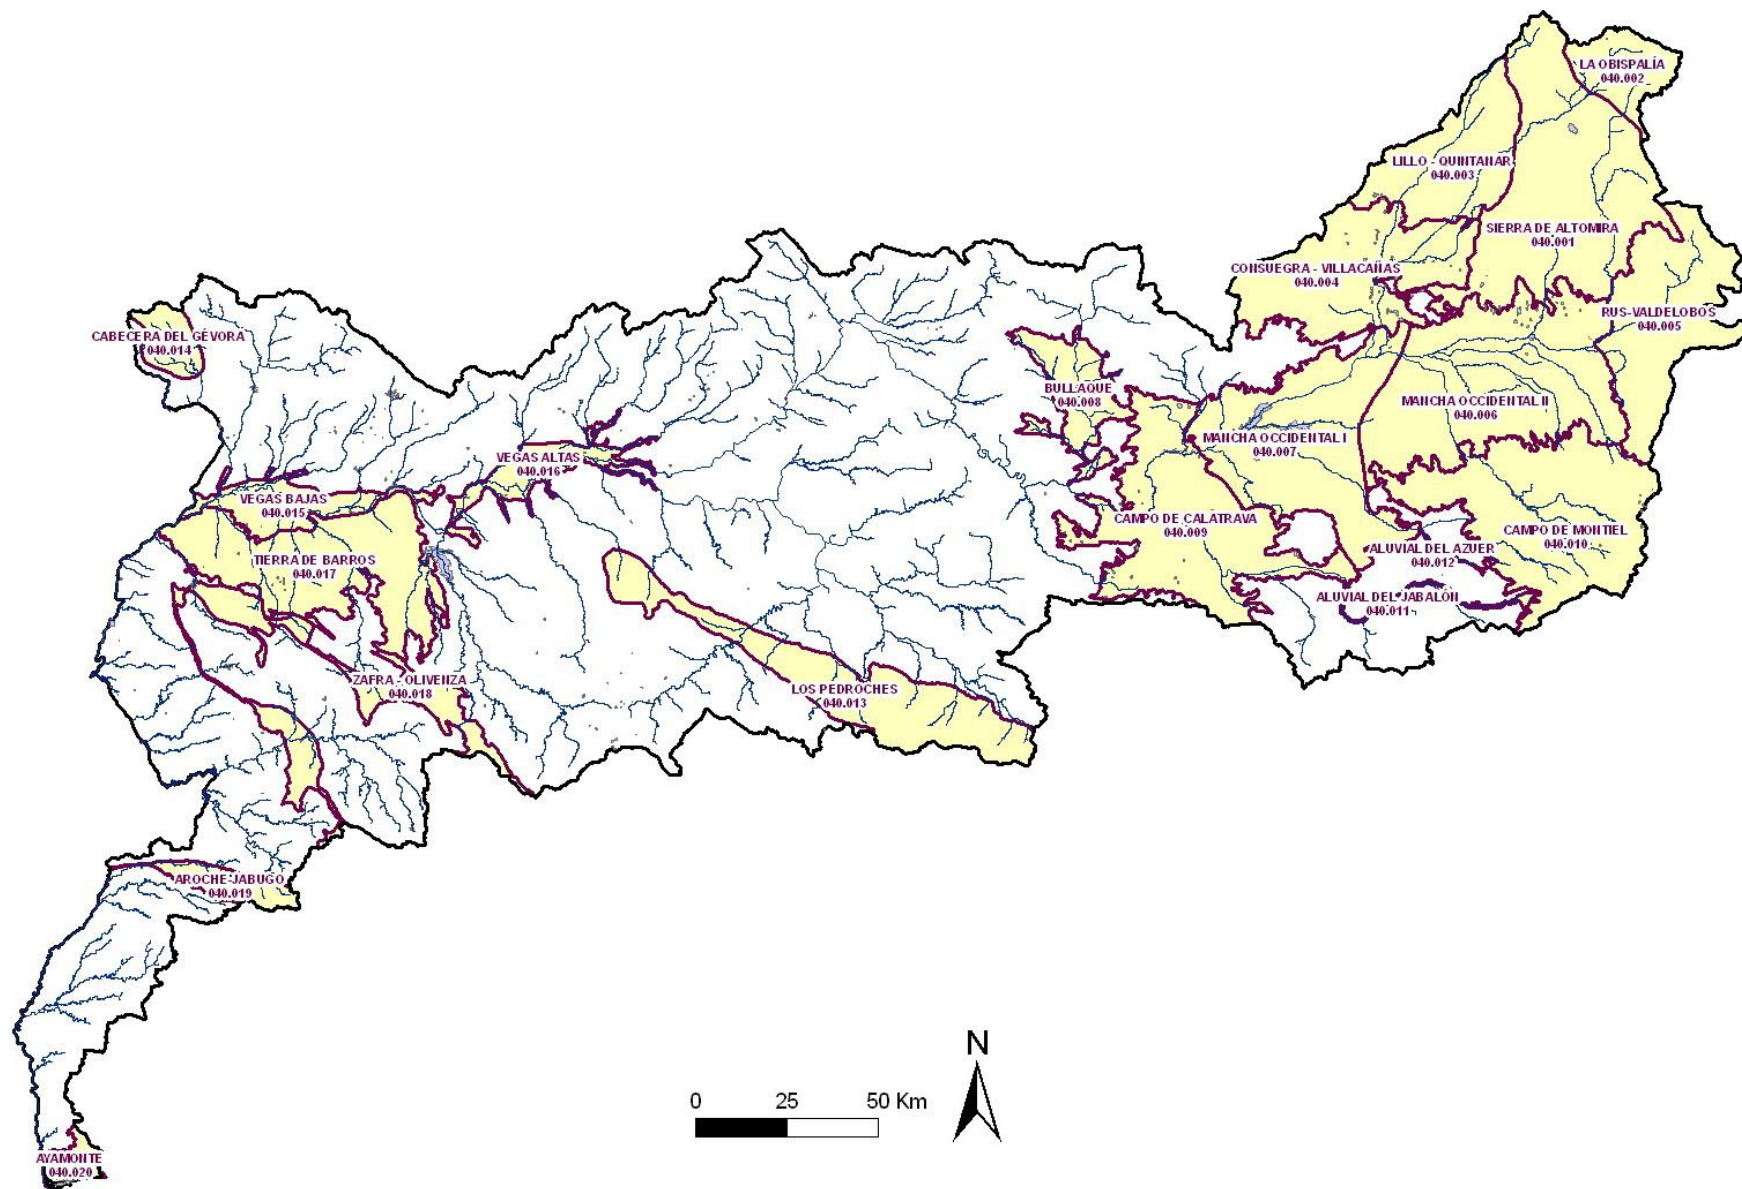 LA OBISPALÍA
040.002
LILLO - QUINTANAR
040.003
SIERRA DE ALTOMIRA
040.001
CONSUEGRA - VILLACAÑAS
040.004
RUS-VALDELOBOS
040.005
CABECERA DEL GÉVORA
040.014
BULLAQUE
040.008
MANCHA OCCIDENTAL II
040.006
MANCHA OCCIDENTAL I
040.007
VEGAS ALTAS
040.016
VEGAS BAJAS
040.015
CAMPO DE CALATRAVA
040.009
CAMPO DE MONTIEL
040.010
TIERRA DE BARROS
040.017
ALUVIAL DEL AZUER
040.012
ALUVIAL DEL JABALÓN
040.011
ZAFRA - OLIVENZA
040.018
LOS PEDROCHES
040.013
AROCHE-JABUGO
040.019
N
0 25 50 Km
AYAMONTE
040.020